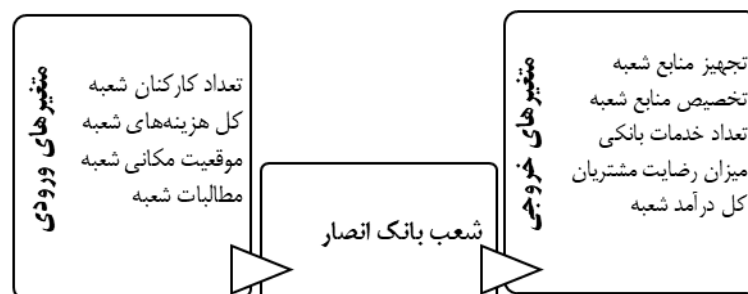 متغیرهای ورودی
تعداد کارکنان شعبه
کل هزینه‌های شعبه
موقعیت مکانی شعبه
مطالبات شعبه
شعب بانک انصار
متغیرهای خروجی
تجهیز منابع شعبه
تخصیص منابع شعبه
تعداد خدمات بانکی
میزان رضایت مشتریان
کل درآمد شعبه